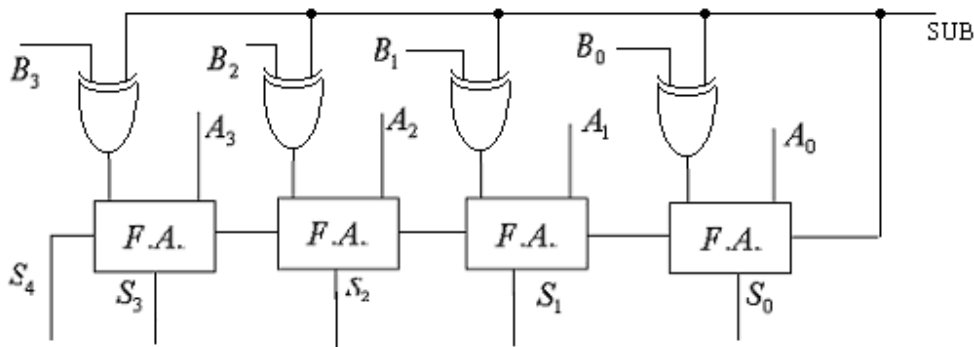 SUB
B₃
B₂
B₁
B₀
A₃
A₂
A₁
A₀
F.A.
F.A.
F.A.
F.A.
S₄
S₃
S₂
S₁
S₀